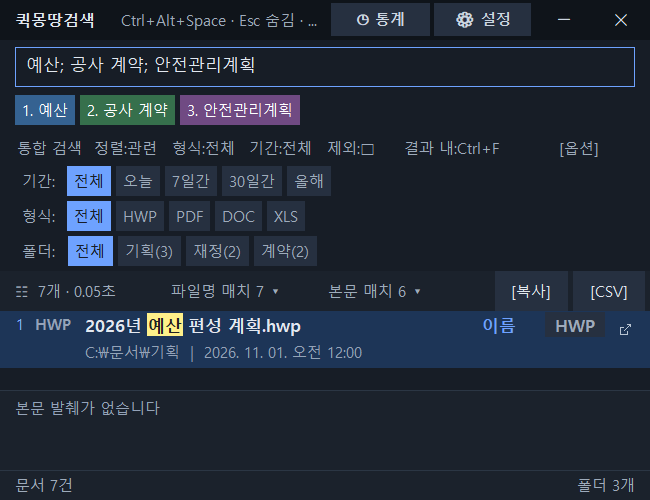 퀵몽땅검색 Ctrl+Alt+Space · Esc 숨김 · ... 통계 설정
예산; 공사 계약; 안전관리계획
1. 예산 2. 공사 계약 3. 안전관리계획
통합 검색 정렬:관련 형식:전체 기간:전체 제외:□ 결과 내:Ctrl+F [옵션]
기간: 전체 오늘 7일간 30일간 올해
형식: 전체 HWP PDF DOC XLS
폴더: 전체 기획(3) 재정(2) 계약(2)
7개 · 0.05초 파일명 매치 7 ▾ 본문 매치 6 ▾ [복사] [CSV]
1 HWP 2026년 예산 편성 계획.hwp 이름 HWP
C:₩문서₩기획 | 2026. 11. 01. 오전 12:00
본문 발췌가 없습니다
문서 7건 폴더 3개